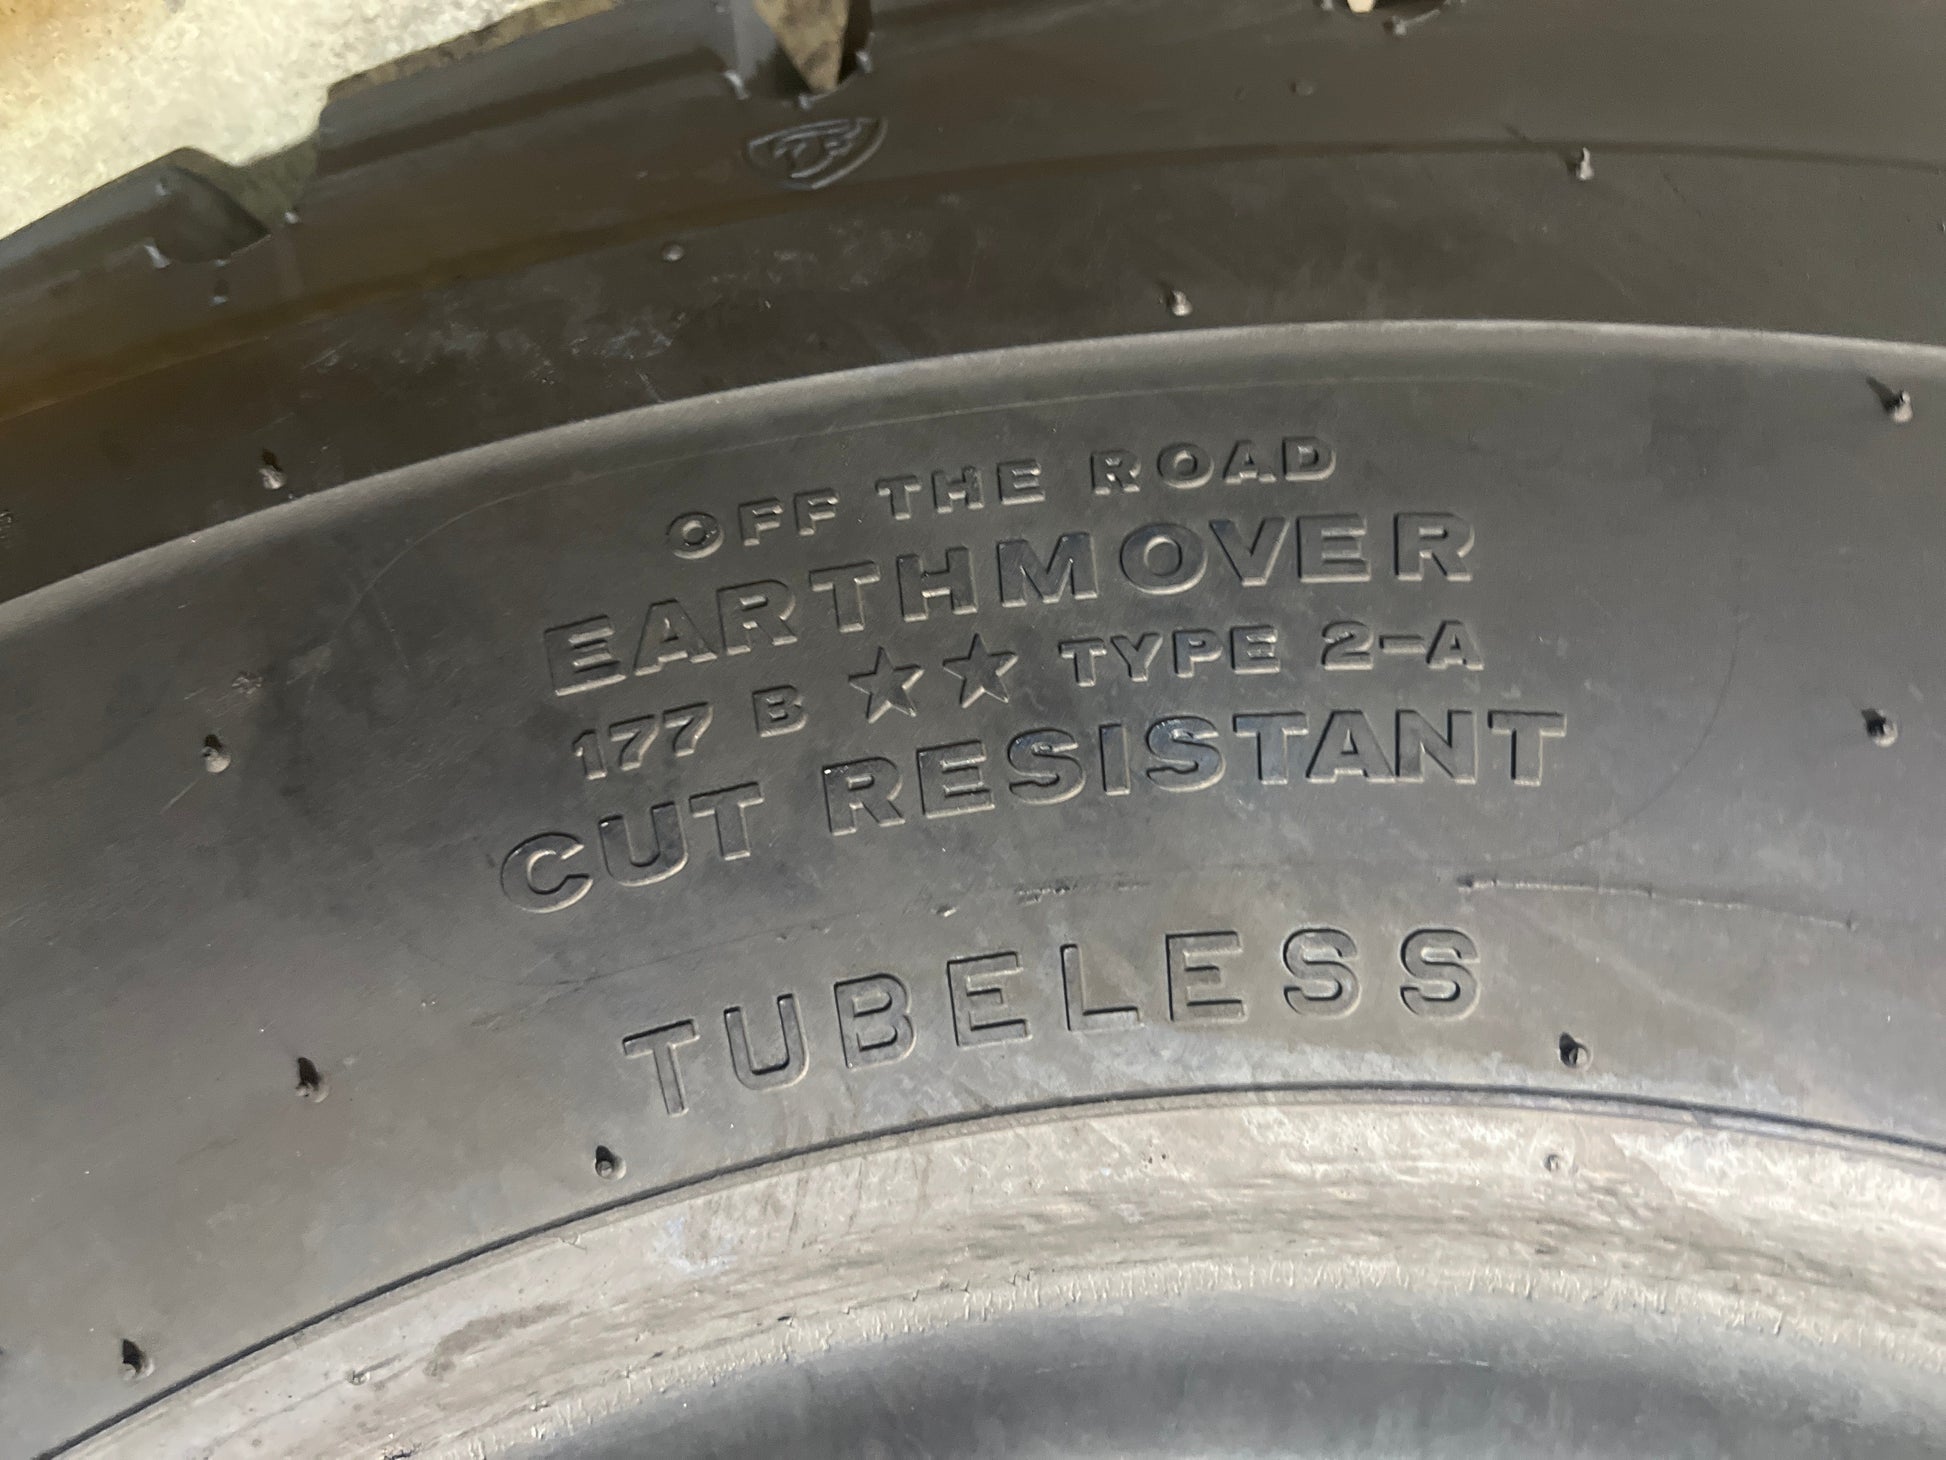 OFF THE ROAD
EARTHMOVER
177 B ★★ TYPE 2-A
CUT RESISTANT
TUBELESS